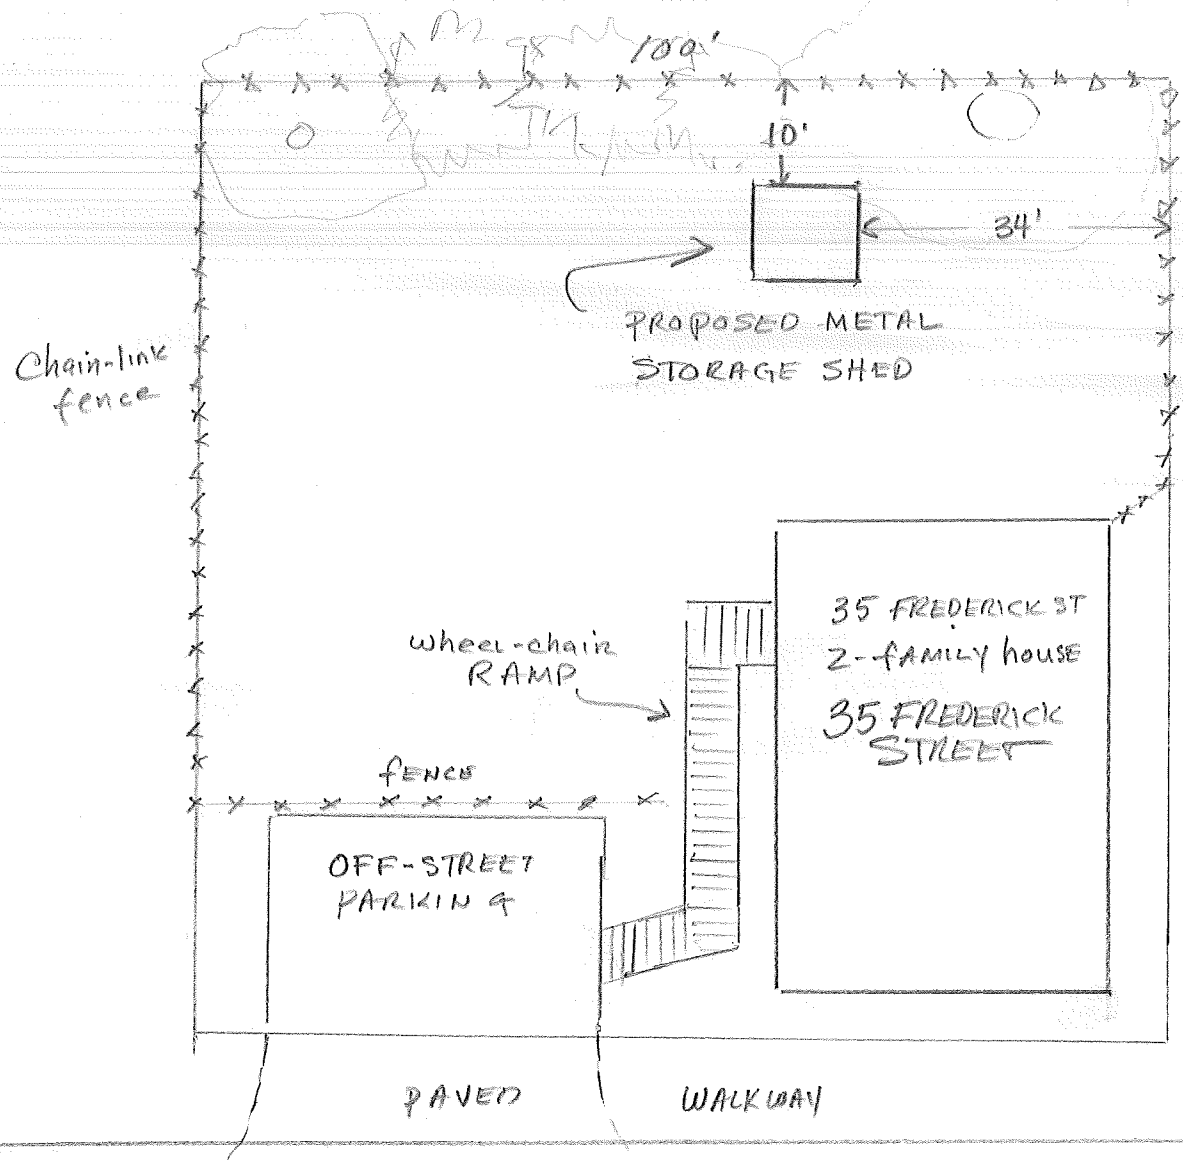 109'
10'
34'
PROPOSED METAL
STORAGE SHED
Chain-link
fence
35 FREDERICK ST
2-FAMILY house
35 FREDERICK
STREET
wheel-chair
RAMP
fENCE
OFF-STREET
PARKING
PAVED WALKWAY